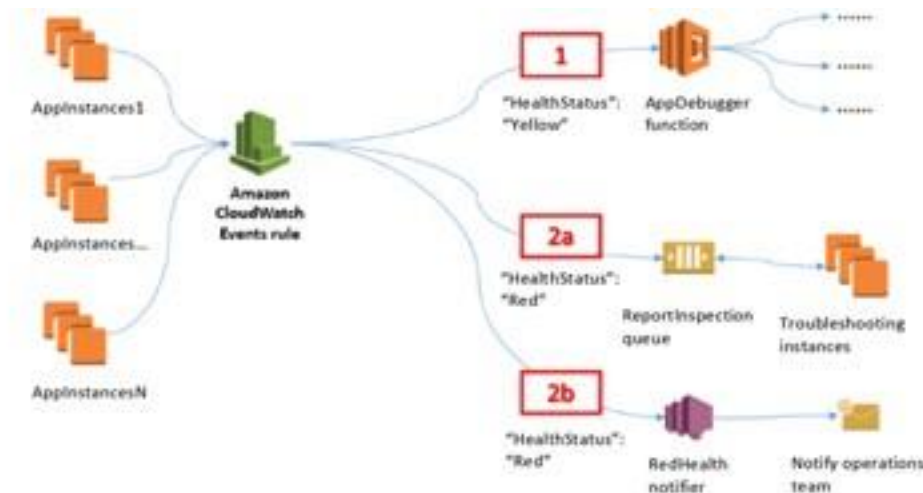 AppInstances1
AppInstances...
AppInstancesN
Amazon
CloudWatch
Events rule
1
"HealthStatus":
"Yellow"
AppDebugger
function
......
......
......
2a
"HealthStatus":
"Red"
ReportInspection
queue
Troubleshooting
instances
2b
"HealthStatus":
"Red"
RedHealth
notifier
Notify operations
team